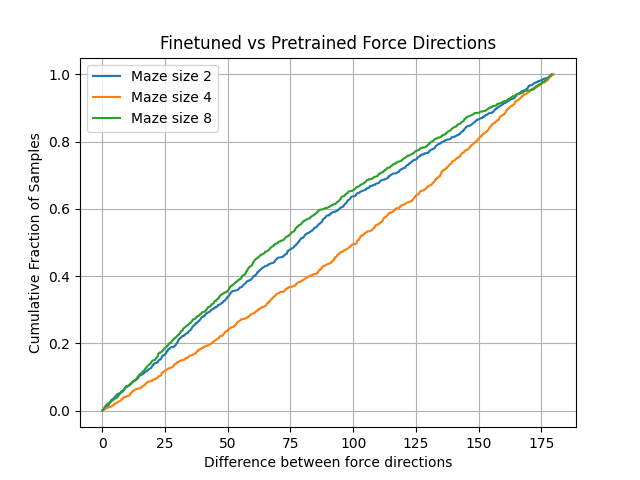 Finetuned vs Pretrained Force Directions
Maze size 2
Maze size 4
Maze size 8
Cumulative Fraction of Samples
1.0
0.8
0.6
0.4
0.2
0.0
0 25 50 75 100 125 150 175
Difference between force directions